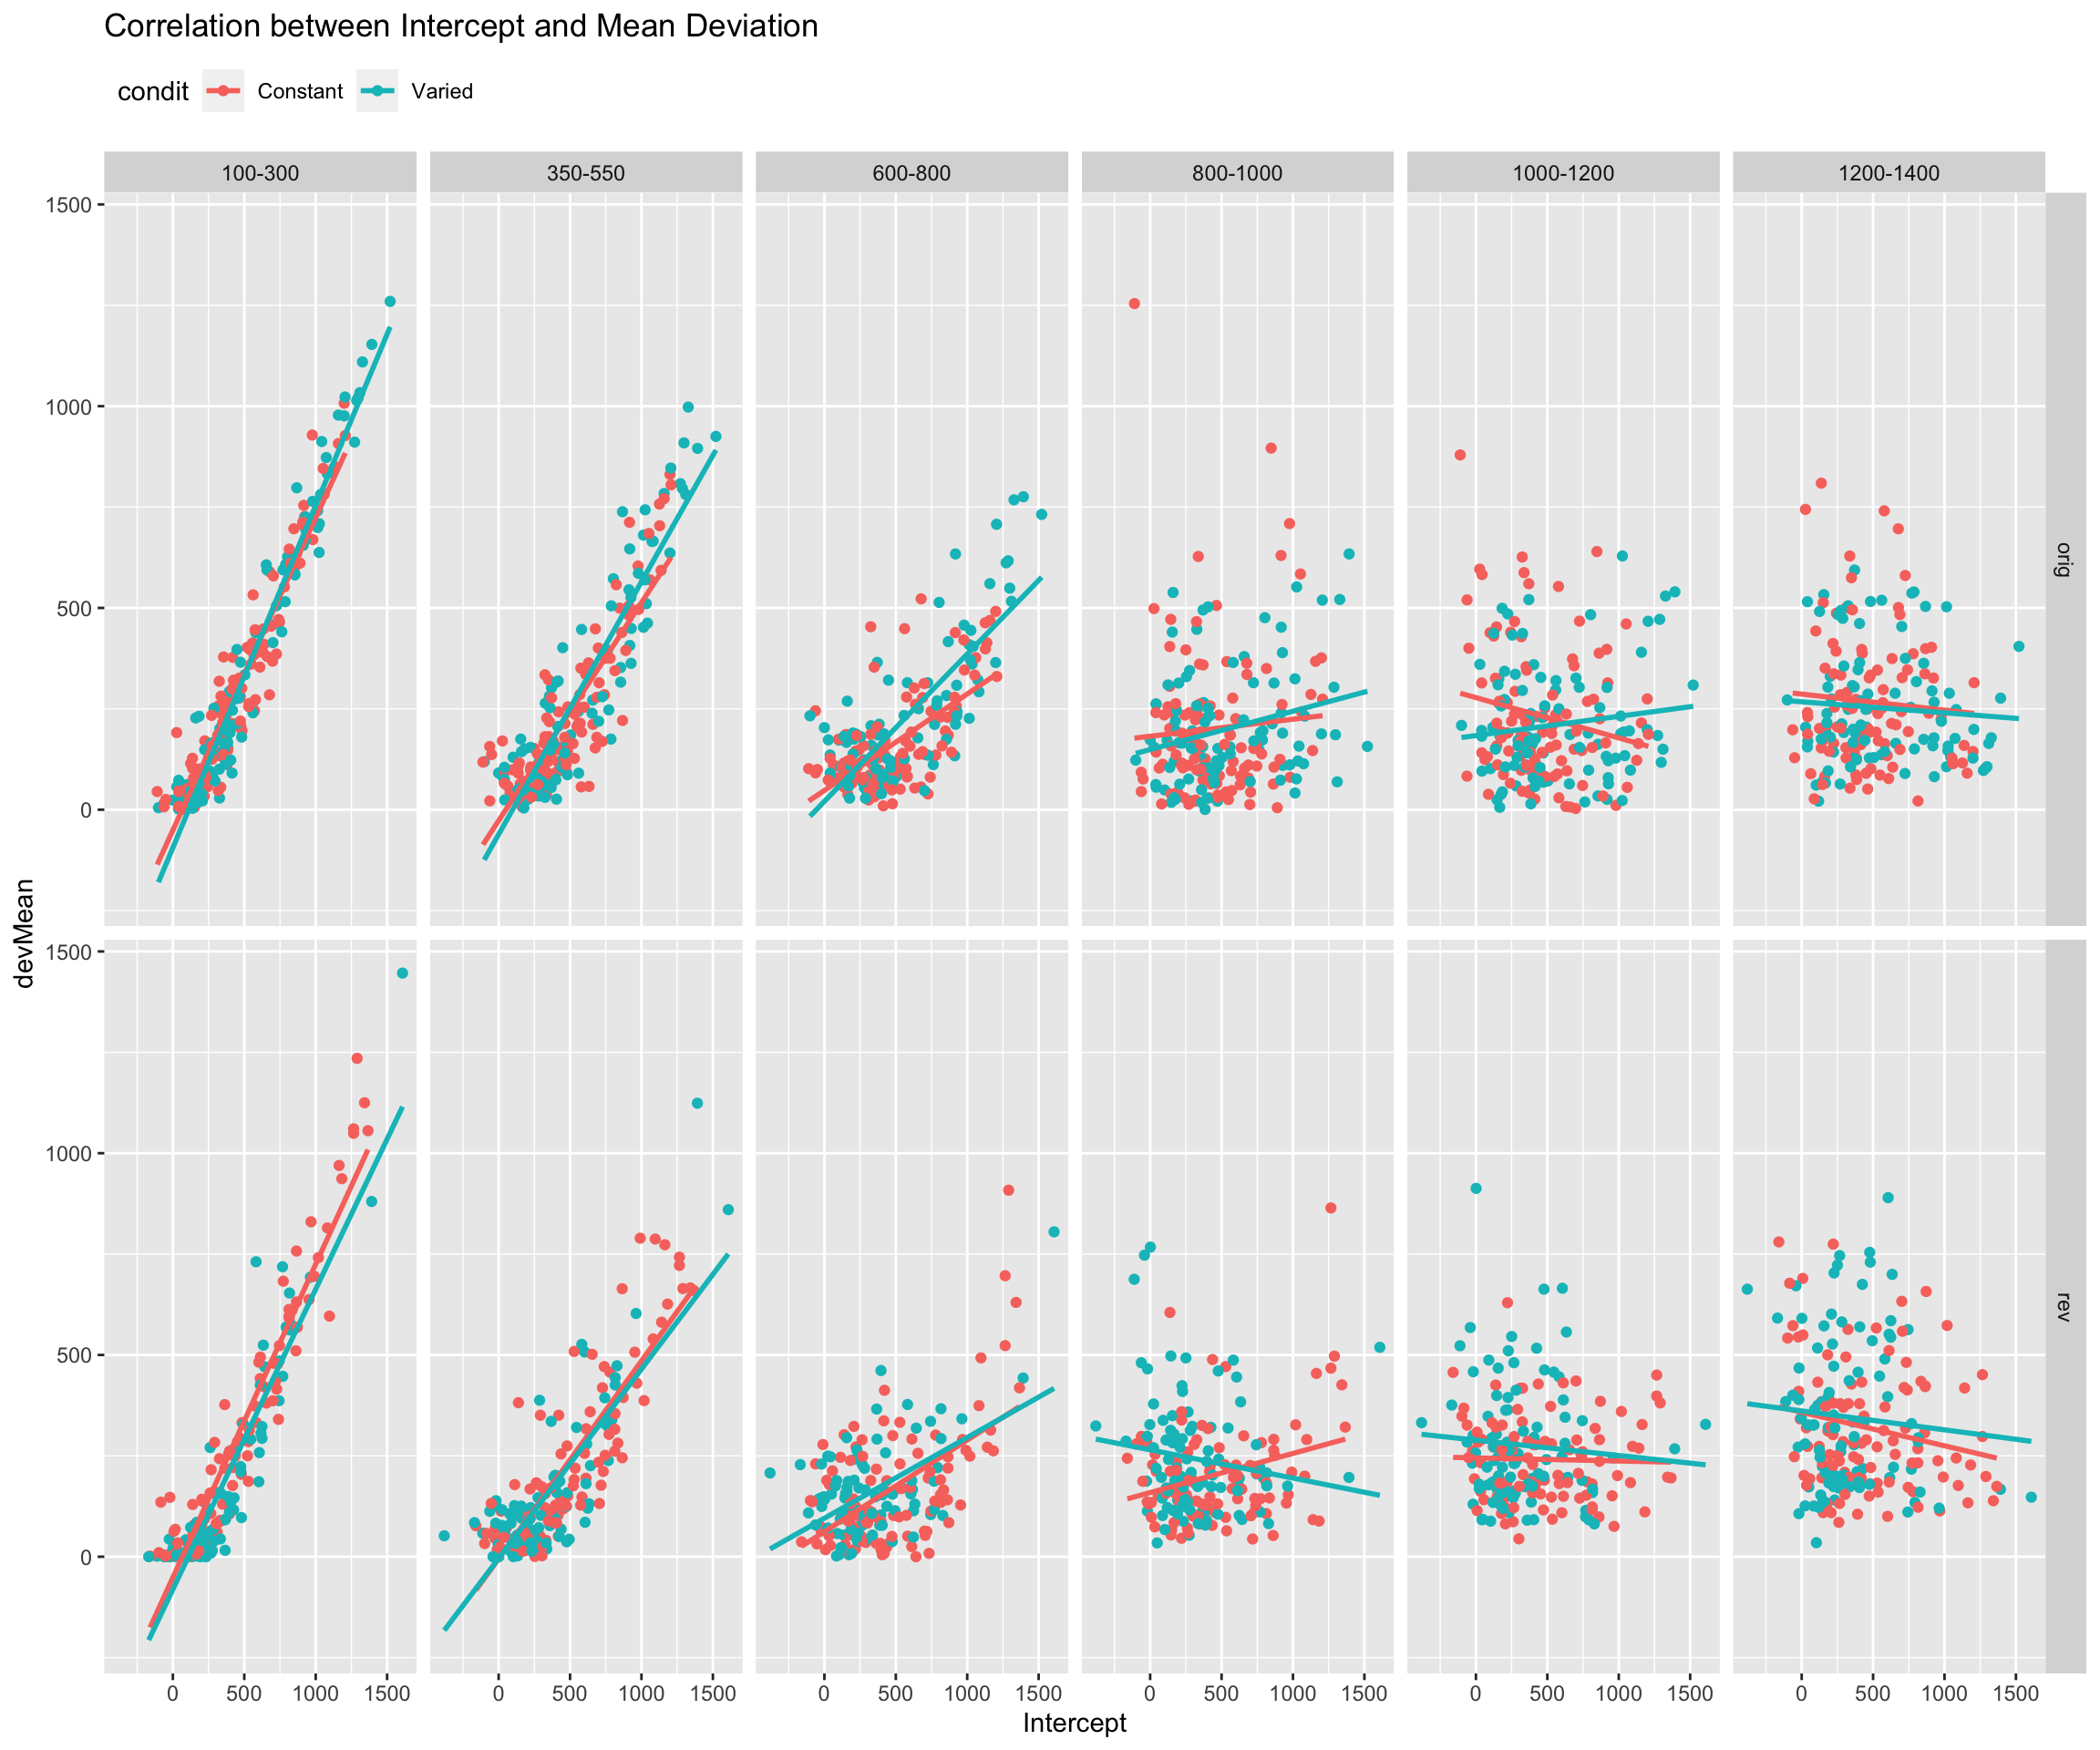 Correlation between Intercept and Mean Deviation
condit Constant Varied
100-300 350-550 600-800 800-1000 1000-1200 1200-1400
1500
1000
500
0
orig
devMean
1500
1000
500
0
rev
0 500 1000 1500 0 500 1000 1500 0 500 1000 1500 0 500 1000 1500 0 500 1000 1500 0 500 1000 1500
Intercept